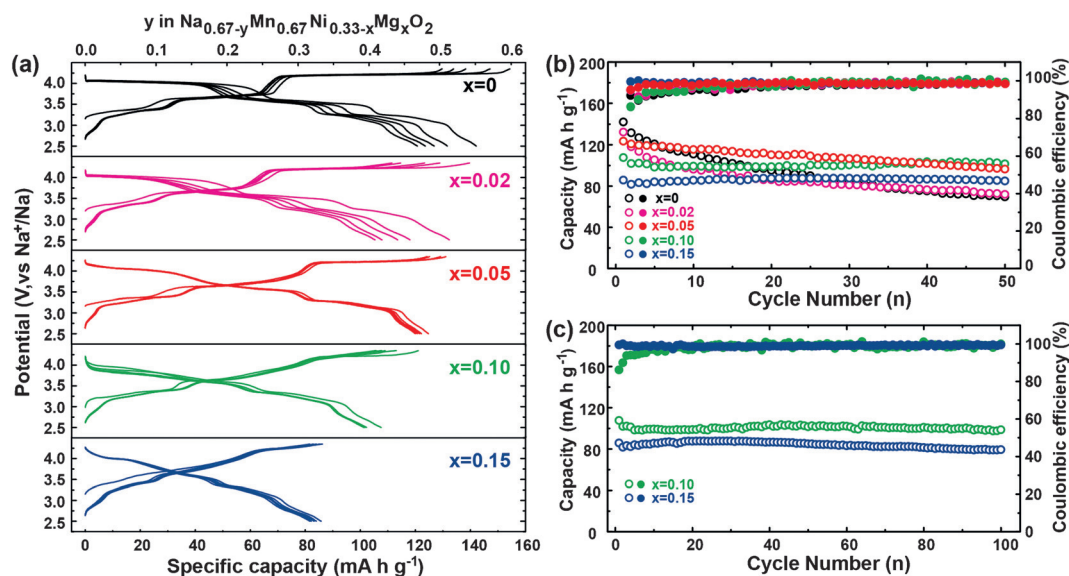 y in Na0.67-yMn0.67Ni0.33-xMgxO2
0.0 0.1 0.2 0.3 0.4 0.5 0.6
(a)
x=0
4.0
3.5
3.0
2.5
x=0.02
4.0
3.5
3.0
2.5
x=0.05
4.0
3.5
3.0
2.5
x=0.10
4.0
3.5
3.0
2.5
x=0.15
4.0
3.5
3.0
2.5
Potential (V,vs Na+/Na)
0 20 40 60 80 100 120 140 160
Specific capacity (mA h g-1)
(b)
200
160
120
80
40
0
Capacity (mA h g-1)
x=0
x=0.02
x=0.05
x=0.10
x=0.15
100
80
60
40
20
0
Coulombic efficiency (%)
0 10 20 30 40 50
Cycle Number (n)
(c)
200
160
120
80
40
0
Capacity (mA h g-1)
x=0.10
x=0.15
100
80
60
40
20
0
Coulombic efficiency (%)
0 20 40 60 80 100
Cycle Number (n)